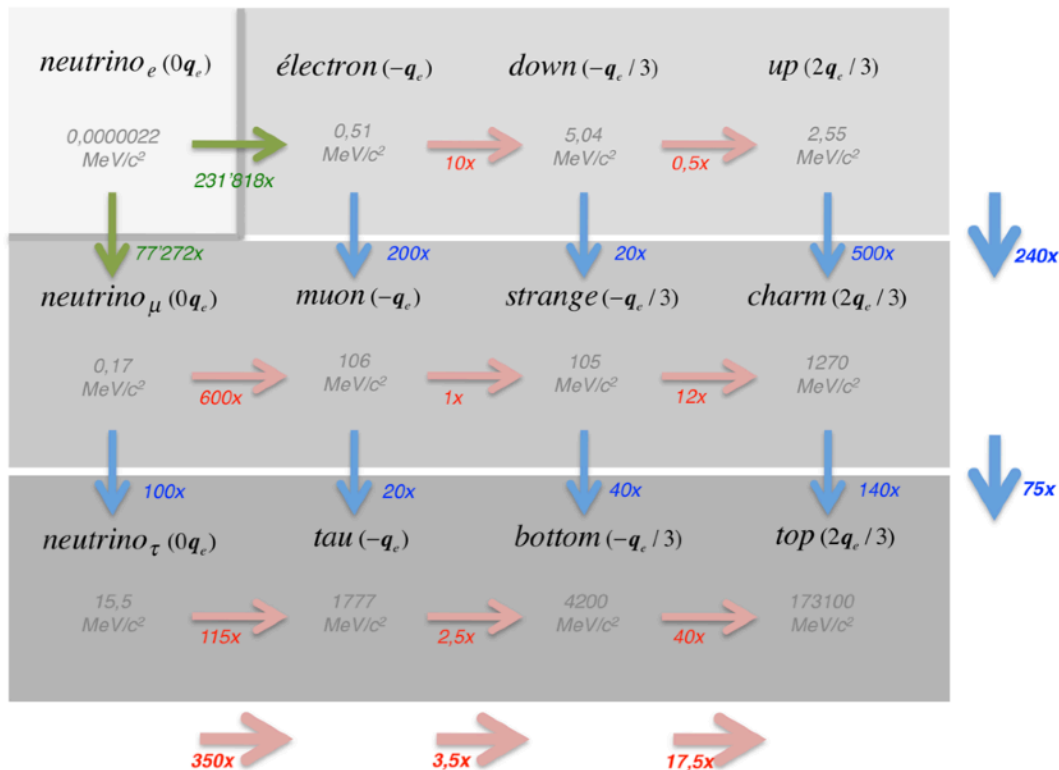 neutrino e (0qe) électron (−qe) down (−qe / 3) up (2qe / 3)
0,0000022 0,51 5,04 2,55
MeV/c² MeV/c² MeV/c² MeV/c²
231'818x 10x 0,5x
77'272x 200x 20x 500x 240x
neutrino μ (0qe) muon (−qe) strange (−qe / 3) charm (2qe / 3)
0,17 106 105 1270
MeV/c² MeV/c² MeV/c² MeV/c²
600x 1x 12x
100x 20x 40x 140x 75x
neutrino τ (0qe) tau (−qe) bottom (−qe / 3) top (2qe / 3)
15,5 1777 4200 173100
MeV/c² MeV/c² MeV/c² MeV/c²
115x 2,5x 40x
350x 3,5x 17,5x